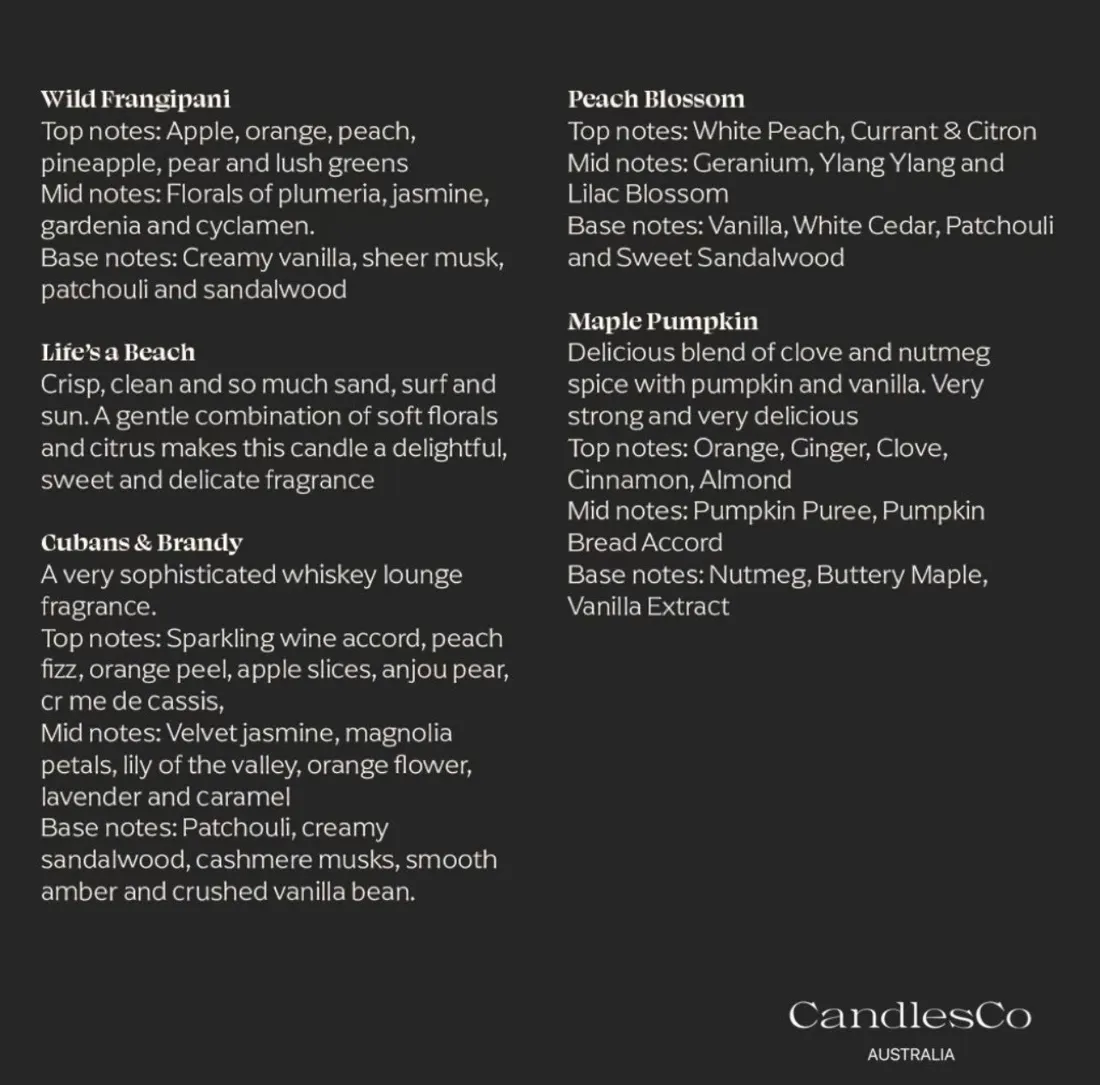 Wild Frangipani
Top notes: Apple, orange, peach,
pineapple, pear and lush greens
Mid notes: Florals of plumeria, jasmine,
gardenia and cyclamen.
Base notes: Creamy vanilla, sheer musk,
patchouli and sandalwood
Life's a Beach
Crisp, clean and so much sand, surf and
sun. A gentle combination of soft florals
and citrus makes this candle a delightful,
sweet and delicate fragrance
Cubans & Brandy
A very sophisticated whiskey lounge
fragrance.
Top notes: Sparkling wine accord, peach
fizz, orange peel, apple slices, anjou pear,
cr me de cassis,
Mid notes: Velvet jasmine, magnolia
petals, lily of the valley, orange flower,
lavender and caramel
Base notes: Patchouli, creamy
sandalwood, cashmere musks, smooth
amber and crushed vanilla bean.
Peach Blossom
Top notes: White Peach, Currant & Citron
Mid notes: Geranium, Ylang Ylang and
Lilac Blossom
Base notes: Vanilla, White Cedar, Patchouli
and Sweet Sandalwood
Maple Pumpkin
Delicious blend of clove and nutmeg
spice with pumpkin and vanilla. Very
strong and very delicious
Top notes: Orange, Ginger, Clove,
Cinnamon, Almond
Mid notes: Pumpkin Puree, Pumpkin
Bread Accord
Base notes: Nutmeg, Buttery Maple,
Vanilla Extract
CandlesCo
AUSTRALIA